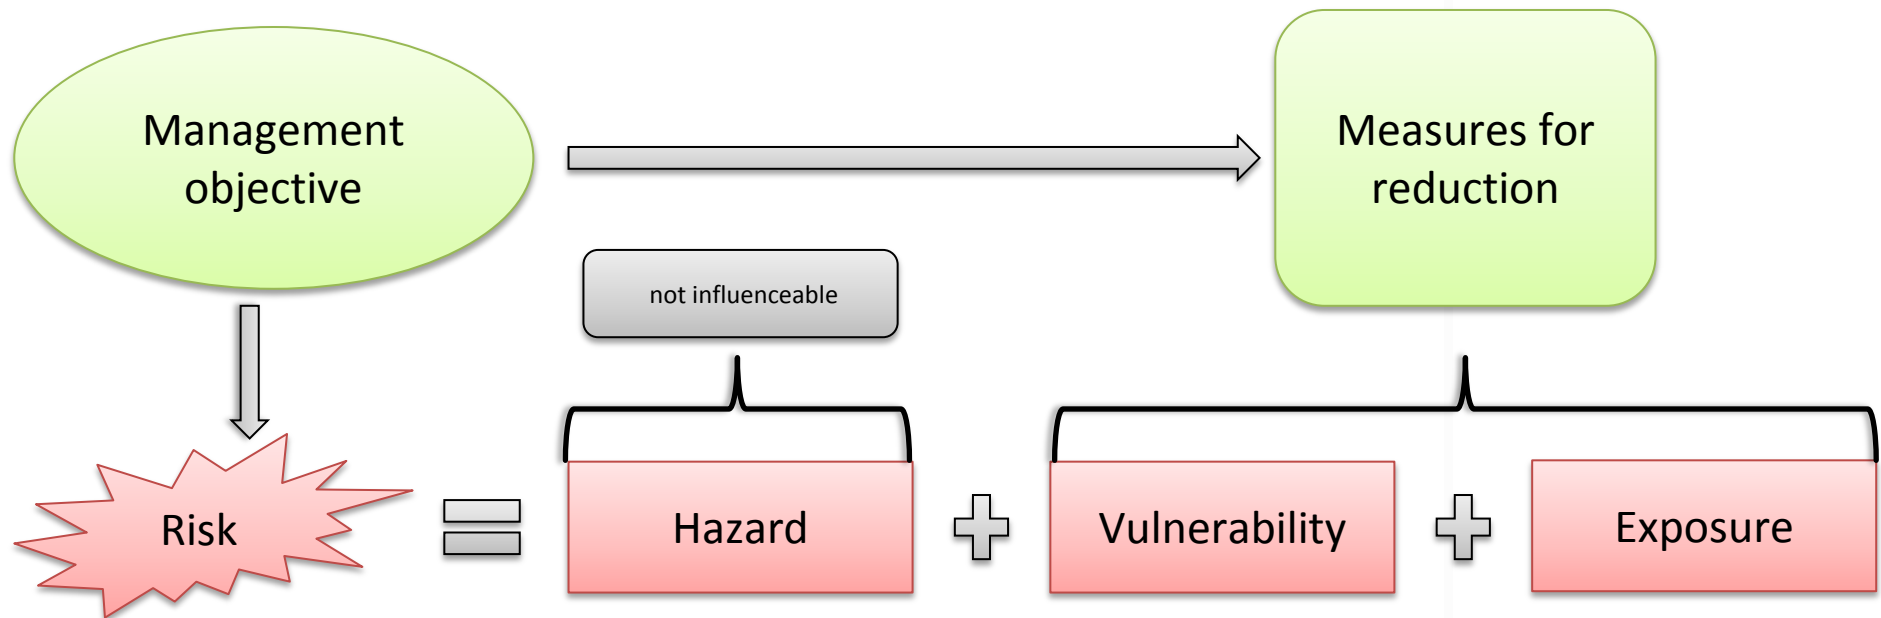 Management
objective
Measures for
reduction
not influenceable
Risk
Hazard
Vulnerability
Exposure